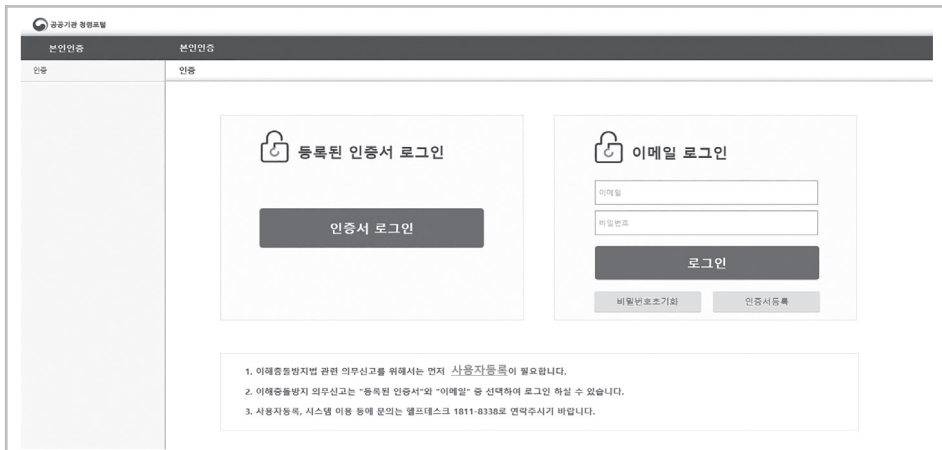 공공기관 청렴포털
본인인증 본인인증
인증 인증
등록된 인증서 로그인
인증서 로그인
이메일 로그인
이메일
비밀번호
로그인
비밀번호초기화 인증서등록
1. 이해충돌방지법 관련 의무신고를 위해서는 먼저 사용자등록이 필요합니다.
2. 이해충돌방지 의무신고는 "등록된 인증서"와 "이메일" 중 선택하여 로그인 하실 수 있습니다.
3. 사용자등록, 시스템 이용 등에 문의는 헬프데스크 1811-8338로 연락주시기 바랍니다.